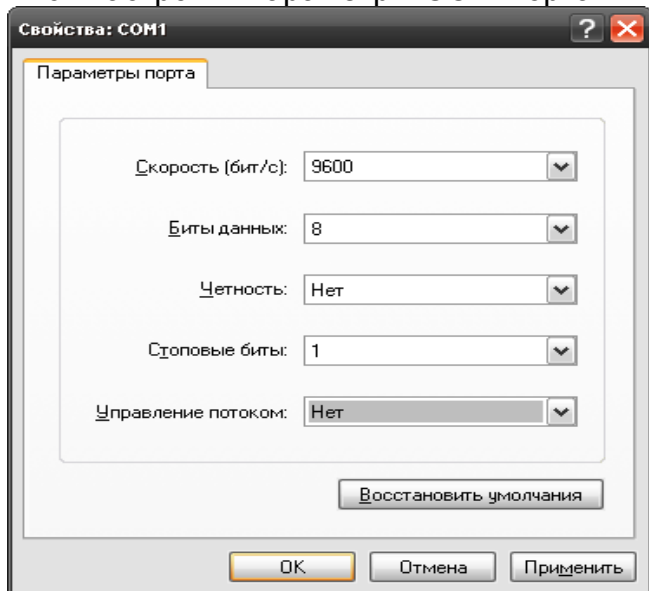 Свойства: COM1
Параметры порта
Скорость (бит/с): 9600
Биты данных: 8
Четность: Нет
Стоповые биты: 1
Управление потоком: Нет
Восстановить умолчания
OK Отмена Применить